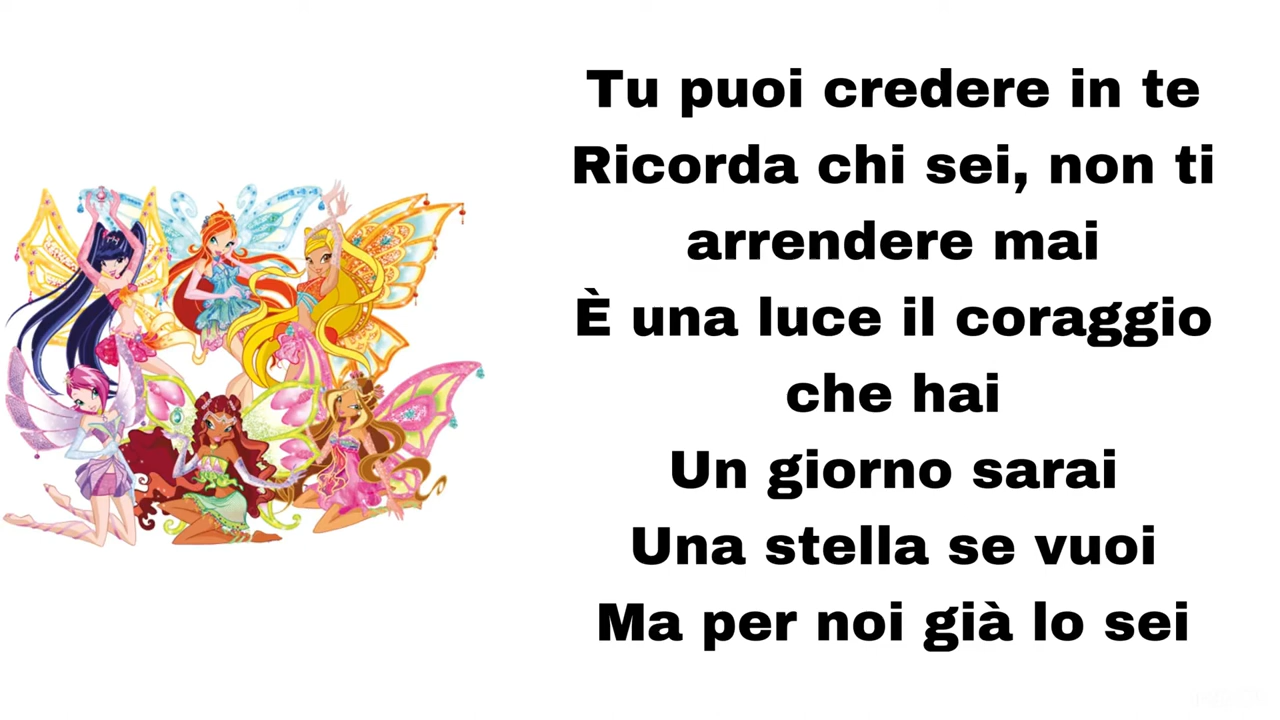 Tu puoi credere in te
Ricorda chi sei, non ti
arrendere mai
È una luce il coraggio
che hai
Un giorno sarai
Una stella se vuoi
Ma per noi già lo sei